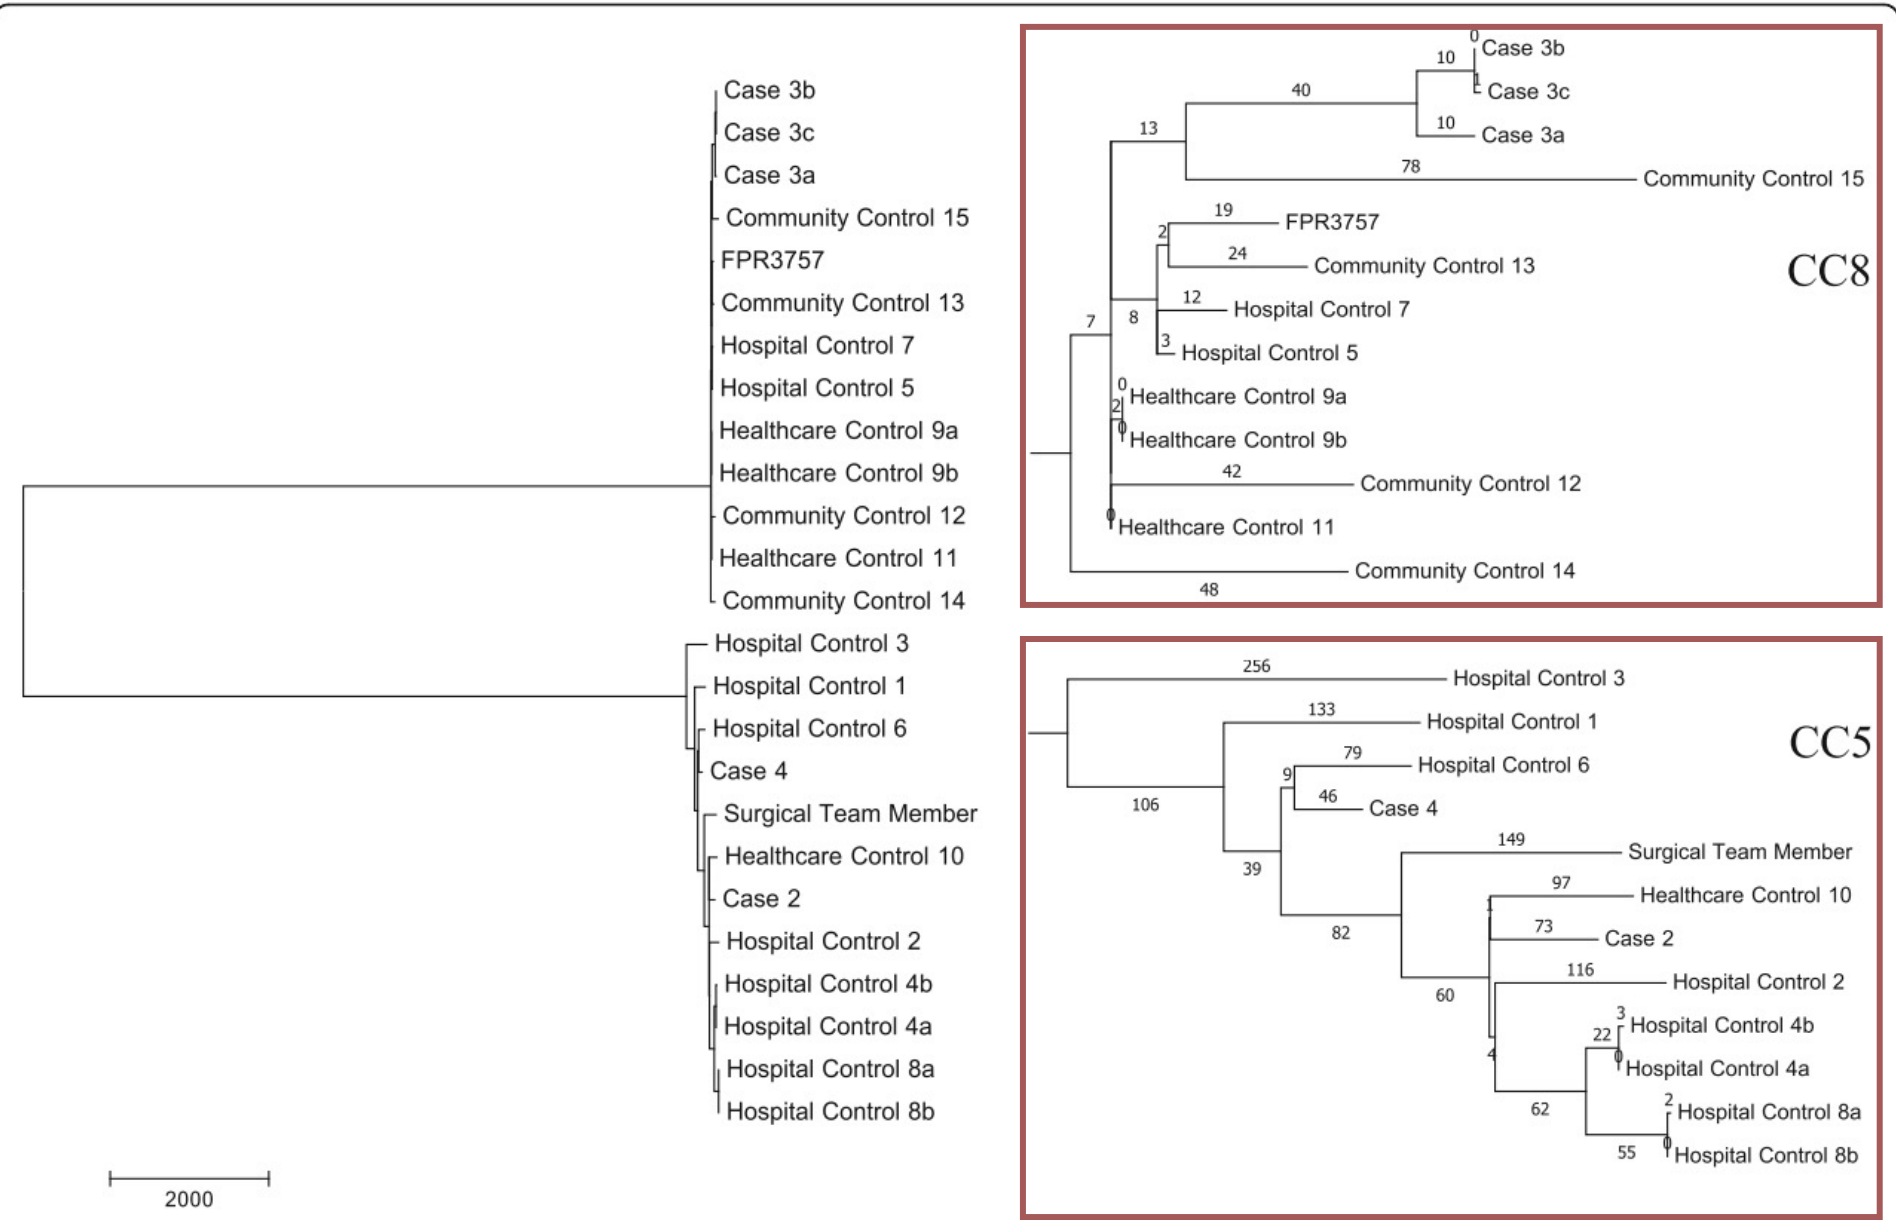 Case 3b
Case 3c
Case 3a
Community Control 15
FPR3757
Community Control 13
Hospital Control 7
Hospital Control 5
Healthcare Control 9a
Healthcare Control 9b
Community Control 12
Healthcare Control 11
Community Control 14
Hospital Control 3
Hospital Control 1
Hospital Control 6
Case 4
Surgical Team Member
Healthcare Control 10
Case 2
Hospital Control 2
Hospital Control 4b
Hospital Control 4a
Hospital Control 8a
Hospital Control 8b
2000
0
Case 3b
10
1
Case 3c
40
10
Case 3a
13
78
Community Control 15
19
FPR3757
2
24
Community Control 13
CC8
12
Hospital Control 7
7
8
3
Hospital Control 5
0
Healthcare Control 9a
2
0
Healthcare Control 9b
42
Community Control 12
0
Healthcare Control 11
Community Control 14
48
256
Hospital Control 3
133
Hospital Control 1
CC5
79
Hospital Control 6
9
46
Case 4
106
149
Surgical Team Member
39
97
Healthcare Control 10
1
73
Case 2
82
116
Hospital Control 2
60
3
Hospital Control 4b
22
4
0
Hospital Control 4a
2
Hospital Control 8a
62
0
55
Hospital Control 8b